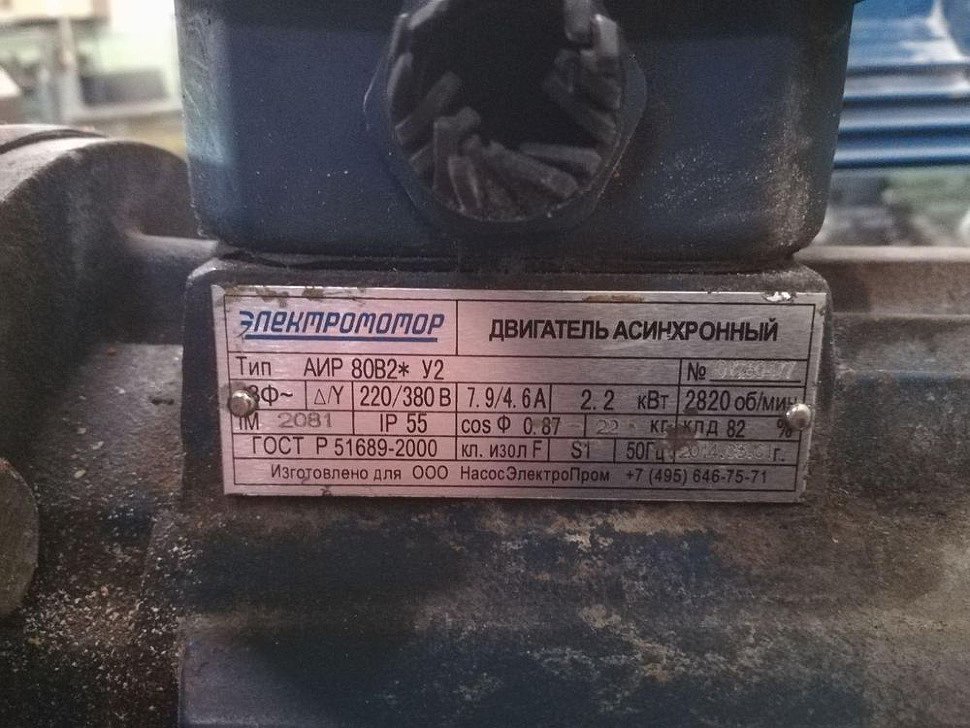 ЭЛЕКТРОМОТОР ДВИГАТЕЛЬ АСИНХРОННЫЙ
Тип АИР 80В2* У2 №
3Ф~ Δ/Y 220/380 В 7.9/4.6 А 2.2 кВт 2820 об/мин
IM 2081 IP 55 cos Ф 0.87 22 кг КПД 82 %
ГОСТ Р 51689-2000 кл. изол F S1 50Гц г.
Изготовлено для ООО НасосЭлектроПром +7 (495) 646-75-71